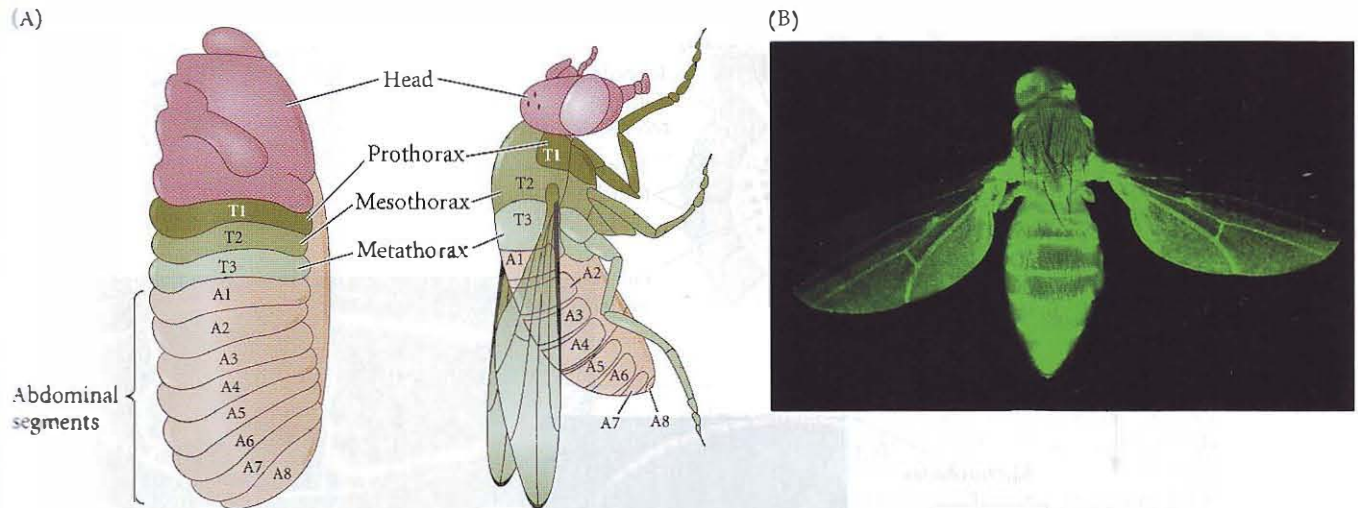 (A)
Head
Prothorax
Mesothorax
Metathorax
Abdominal
segments
T1
T2
T3
A1
A2
A3
A4
A5
A6
A7
A8
T1
T2
T3
A1
A2
A3
A4
A5
A6
A7
A8
(B)